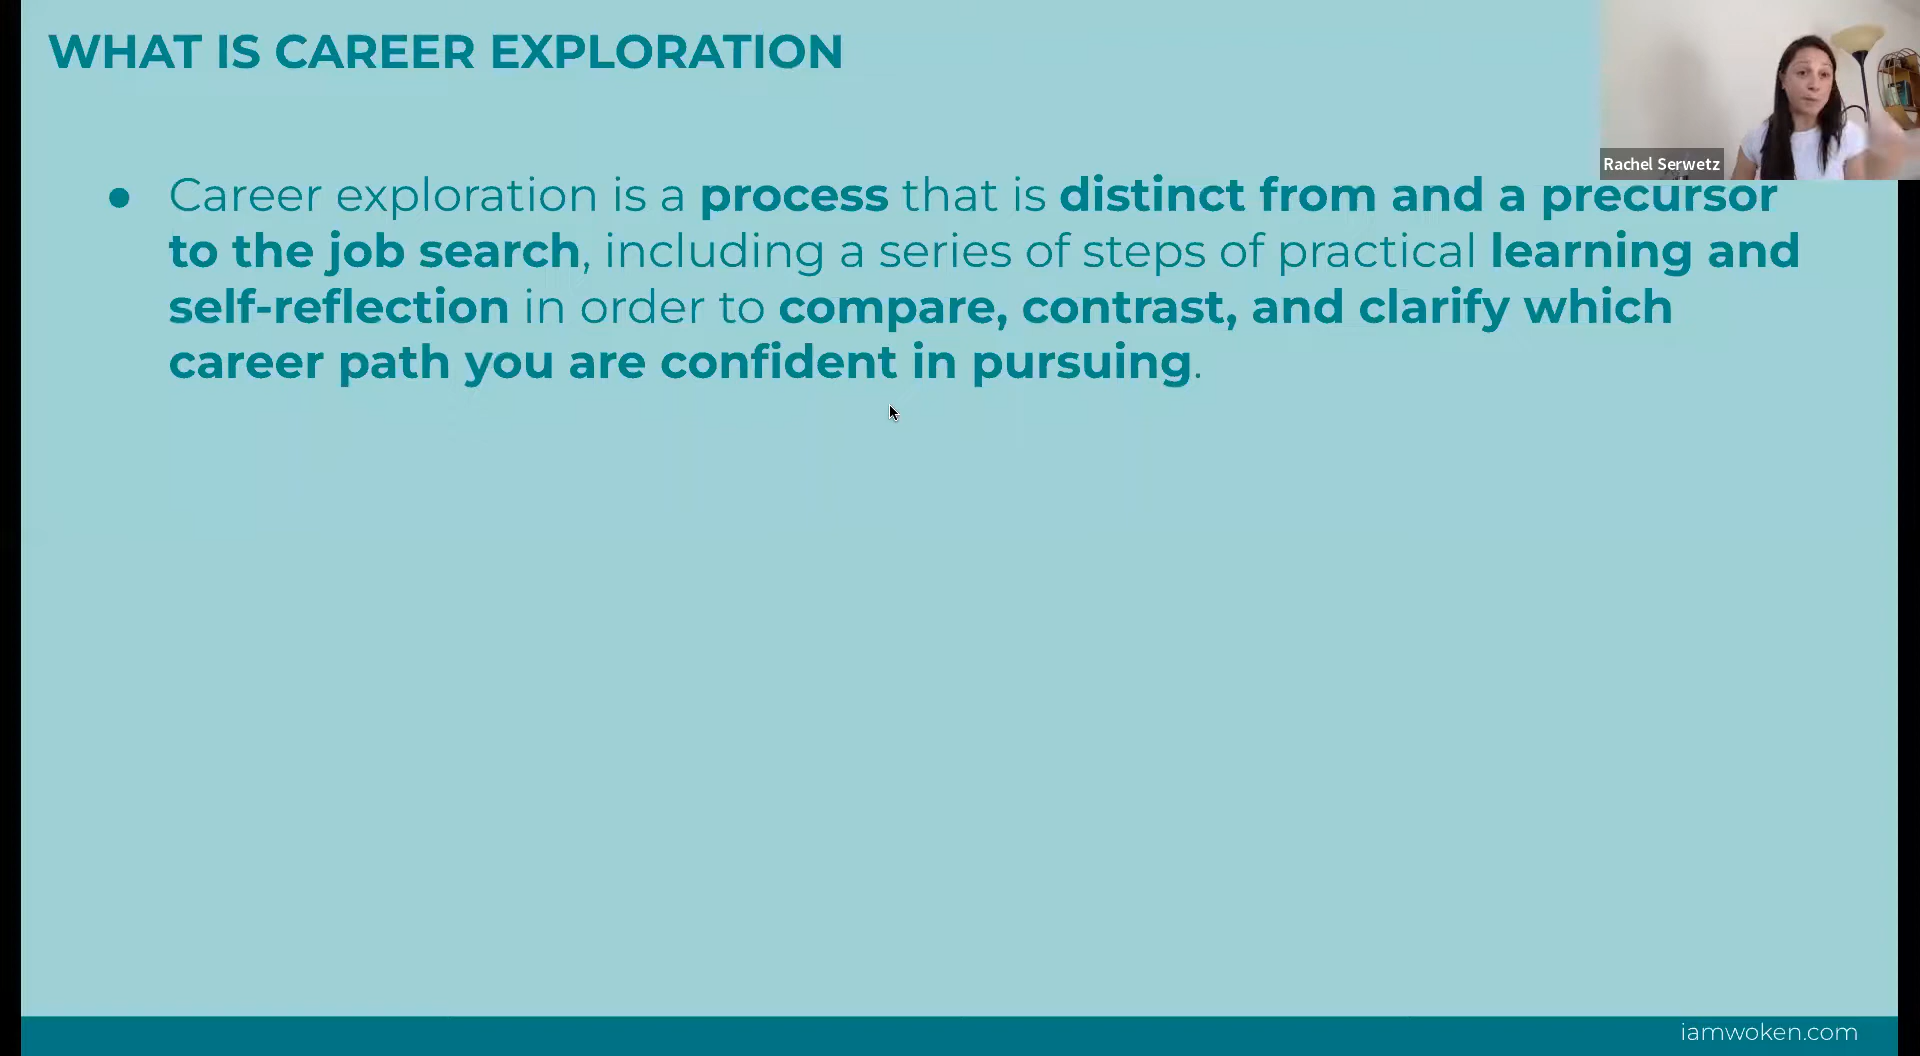 WHAT IS CAREER EXPLORATION
Rachel Serwetz
● Career exploration is a process that is distinct from and a precursor
to the job search, including a series of steps of practical learning and
self-reflection in order to compare, contrast, and clarify which
career path you are confident in pursuing.
iamwoken.com